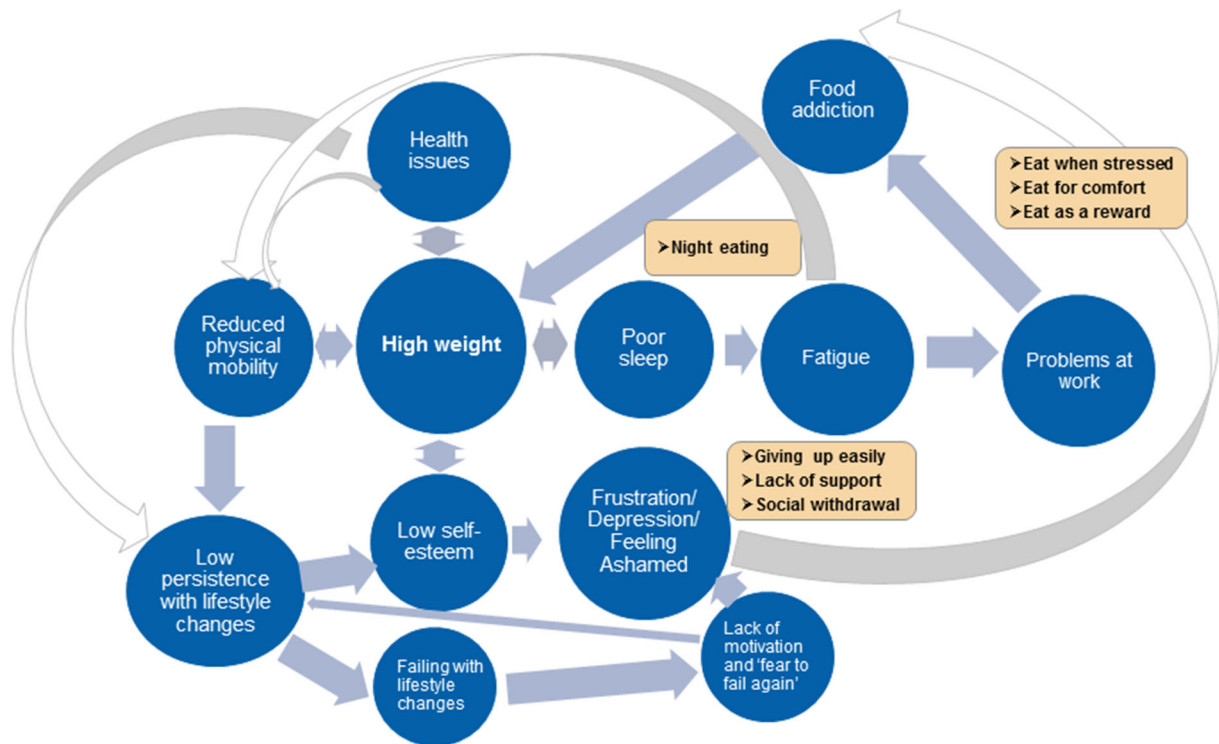 Food
addiction
Health
issues
➢Eat when stressed
➢Eat for comfort
➢Eat as a reward
➢Night eating
Reduced
physical
mobility
High weight
Poor
sleep
Fatigue
Problems at
work
➢Giving up easily
➢Lack of support
➢Social withdrawal
Low self-
esteem
Frustration/
Depression/
Feeling
Ashamed
Low
persistence
with lifestyle
changes
Failing with
lifestyle
changes
Lack of
motivation
and ‘fear to
fail again’